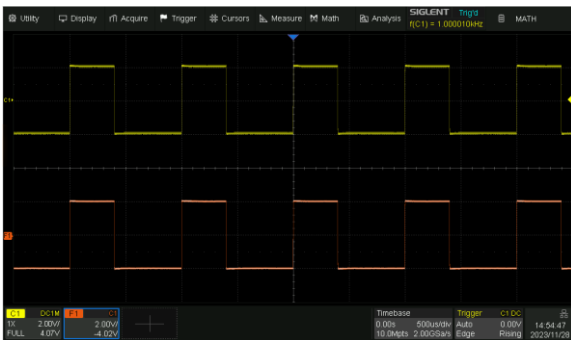 Utility Display Acquire Trigger Cursors Measure Math Analysis SIGLENT Trig'd MATH
f(C1) = 1.000010kHz
C1
F1
C1 DC1M F1 C1 Timebase Trigger C1 DC
1X 2.00V/ 2.00V/ 0.00s 500us/div Auto 0.00V 14:54:47
FULL 4.07V -4.02V 10.0Mpts 2.00GSa/s Edge Rising 2023/11/28